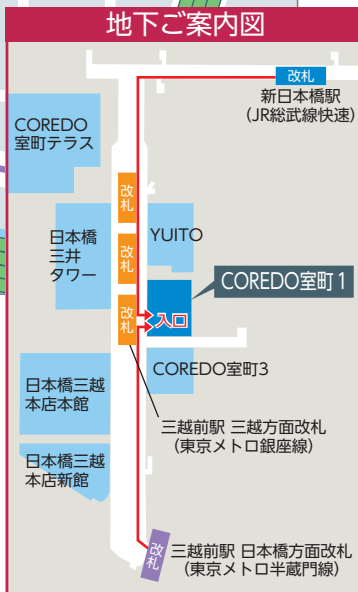 地下ご案内図
改札
新日本橋駅
（JR総武線快速）
COREDO
室町テラス
改札
日本橋
三井
タワー
改札
YUITO
COREDO室町1
改札
入口
COREDO室町3
日本橋三越
本店本館
三越前駅 三越方面改札
（東京メトロ銀座線）
日本橋三越
本店新館
改札
三越前駅 日本橋方面改札
（東京メトロ半蔵門線）